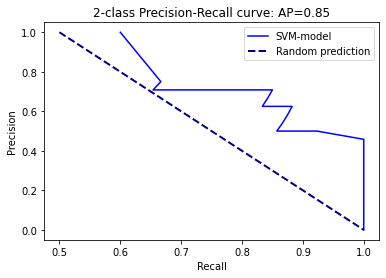 2-class Precision-Recall curve: AP=0.85
SVM-model
Random prediction
Precision
1.0
0.8
0.6
0.4
0.2
0.0
0.5 0.6 0.7 0.8 0.9 1.0
Recall